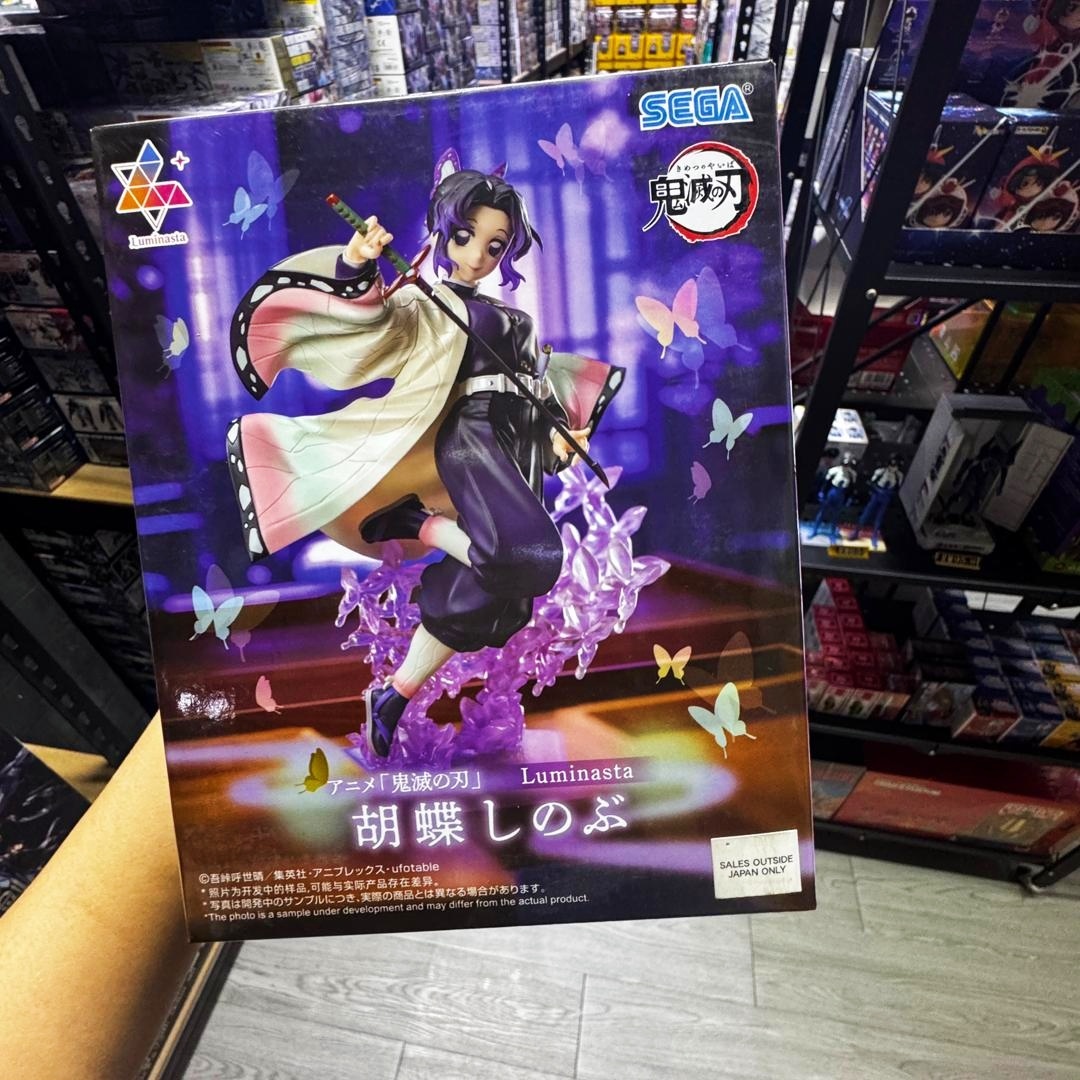 SEGA®
Luminasta
きめつのやいば
鬼滅の刃
アニメ「鬼滅の刃」 Luminasta
胡蝶しのぶ
SALES OUTSIDE
JAPAN ONLY
©吾峠呼世晴／集英社・アニプレックス・ufotable
* 照片为开发中的样品,可能与实际产品存在差异。
* 写真は開発中のサンプルにつき、実際の商品とは異なる場合があります。
*The photo is a sample under development and may differ from the actual product.